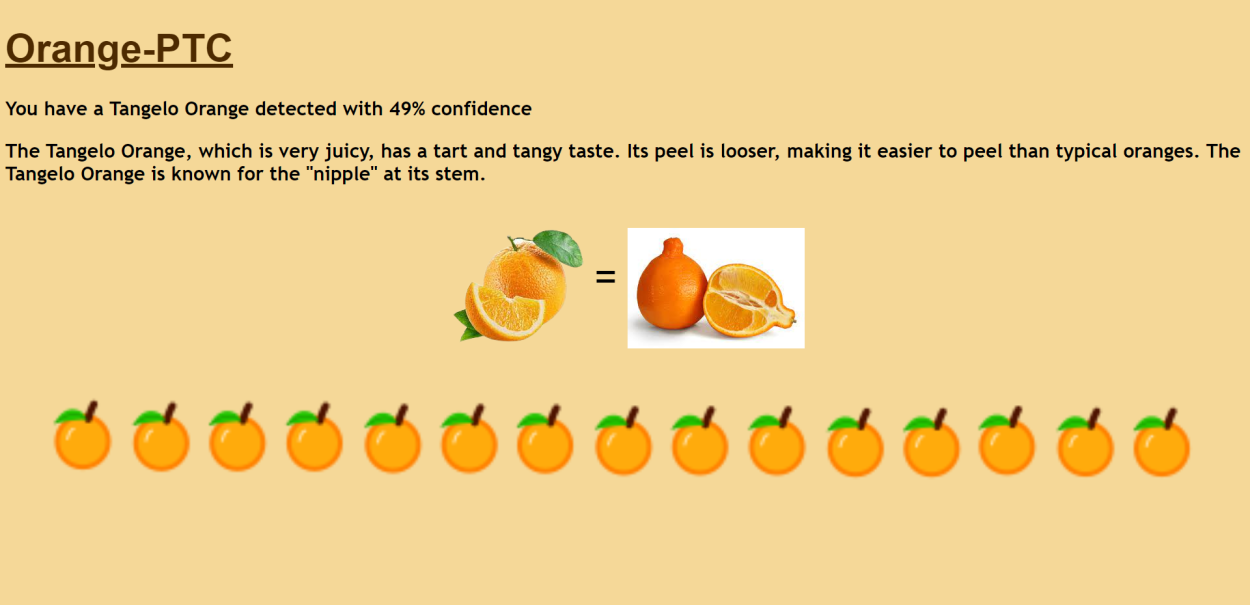 Orange-PTC
You have a Tangelo Orange detected with 49% confidence
The Tangelo Orange, which is very juicy, has a tart and tangy taste. Its peel is looser, making it easier to peel than typical oranges. The
Tangelo Orange is known for the "nipple" at its stem.
=